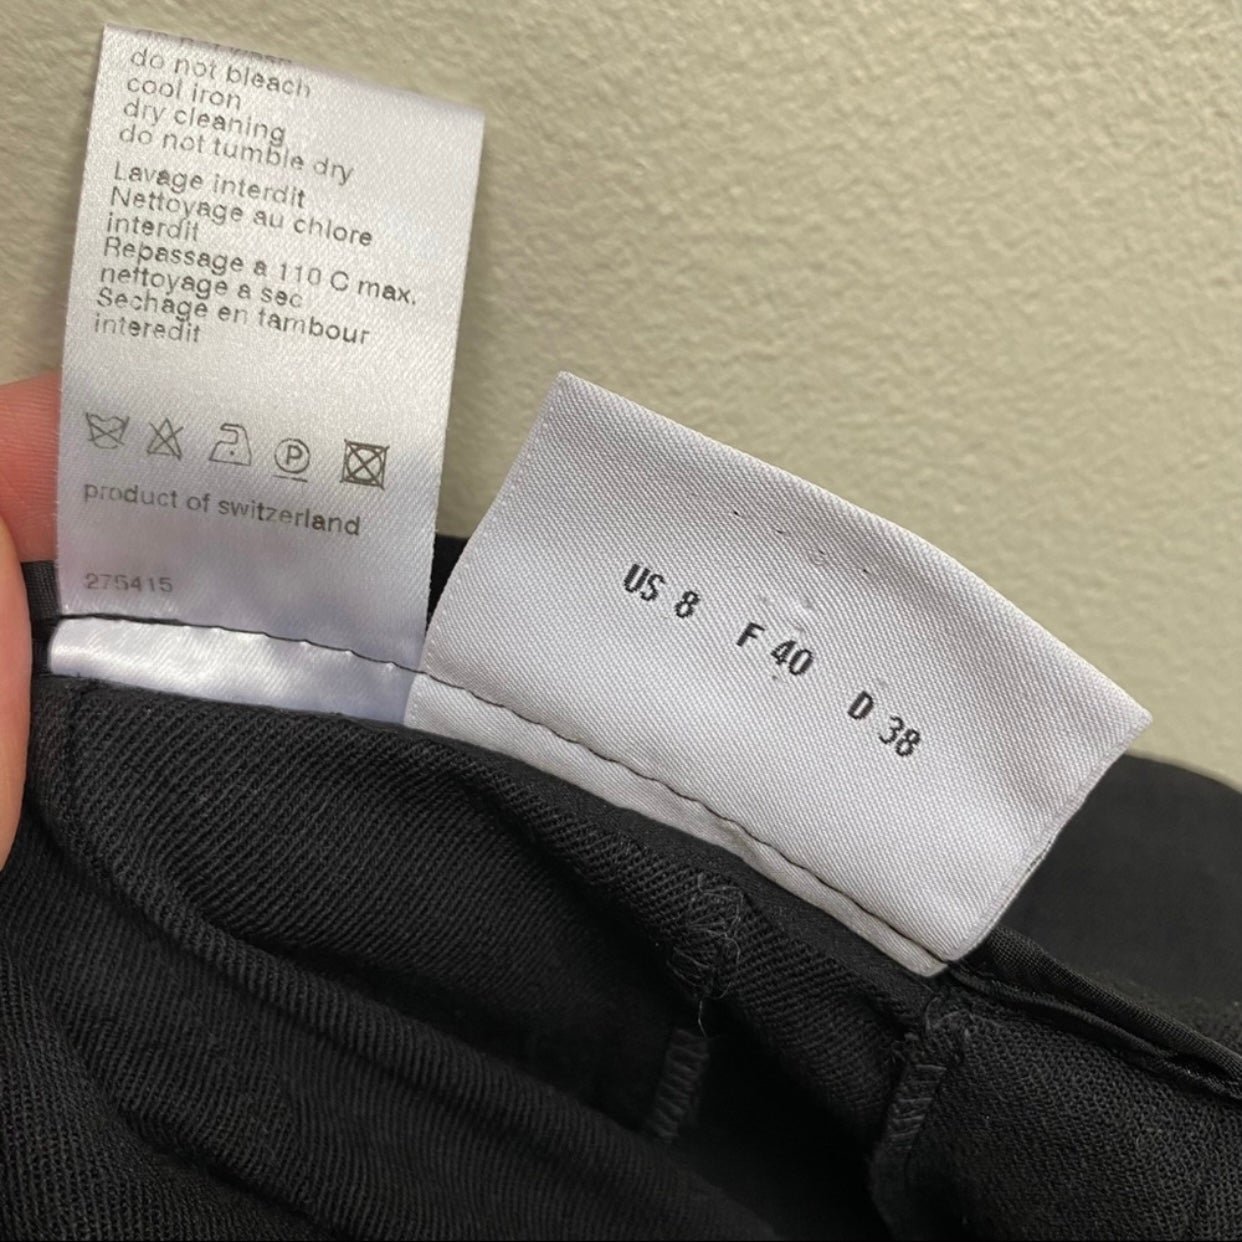 do not bleach
cool iron
dry cleaning
do not tumble dry
Lavage interdit
Nettoyage au chlore
interdit
Repassage a 110 C max.
nettoyage a sec
Sechage en tambour
interedit
P
product of switzerland
275415
US 8 F 40 D 38